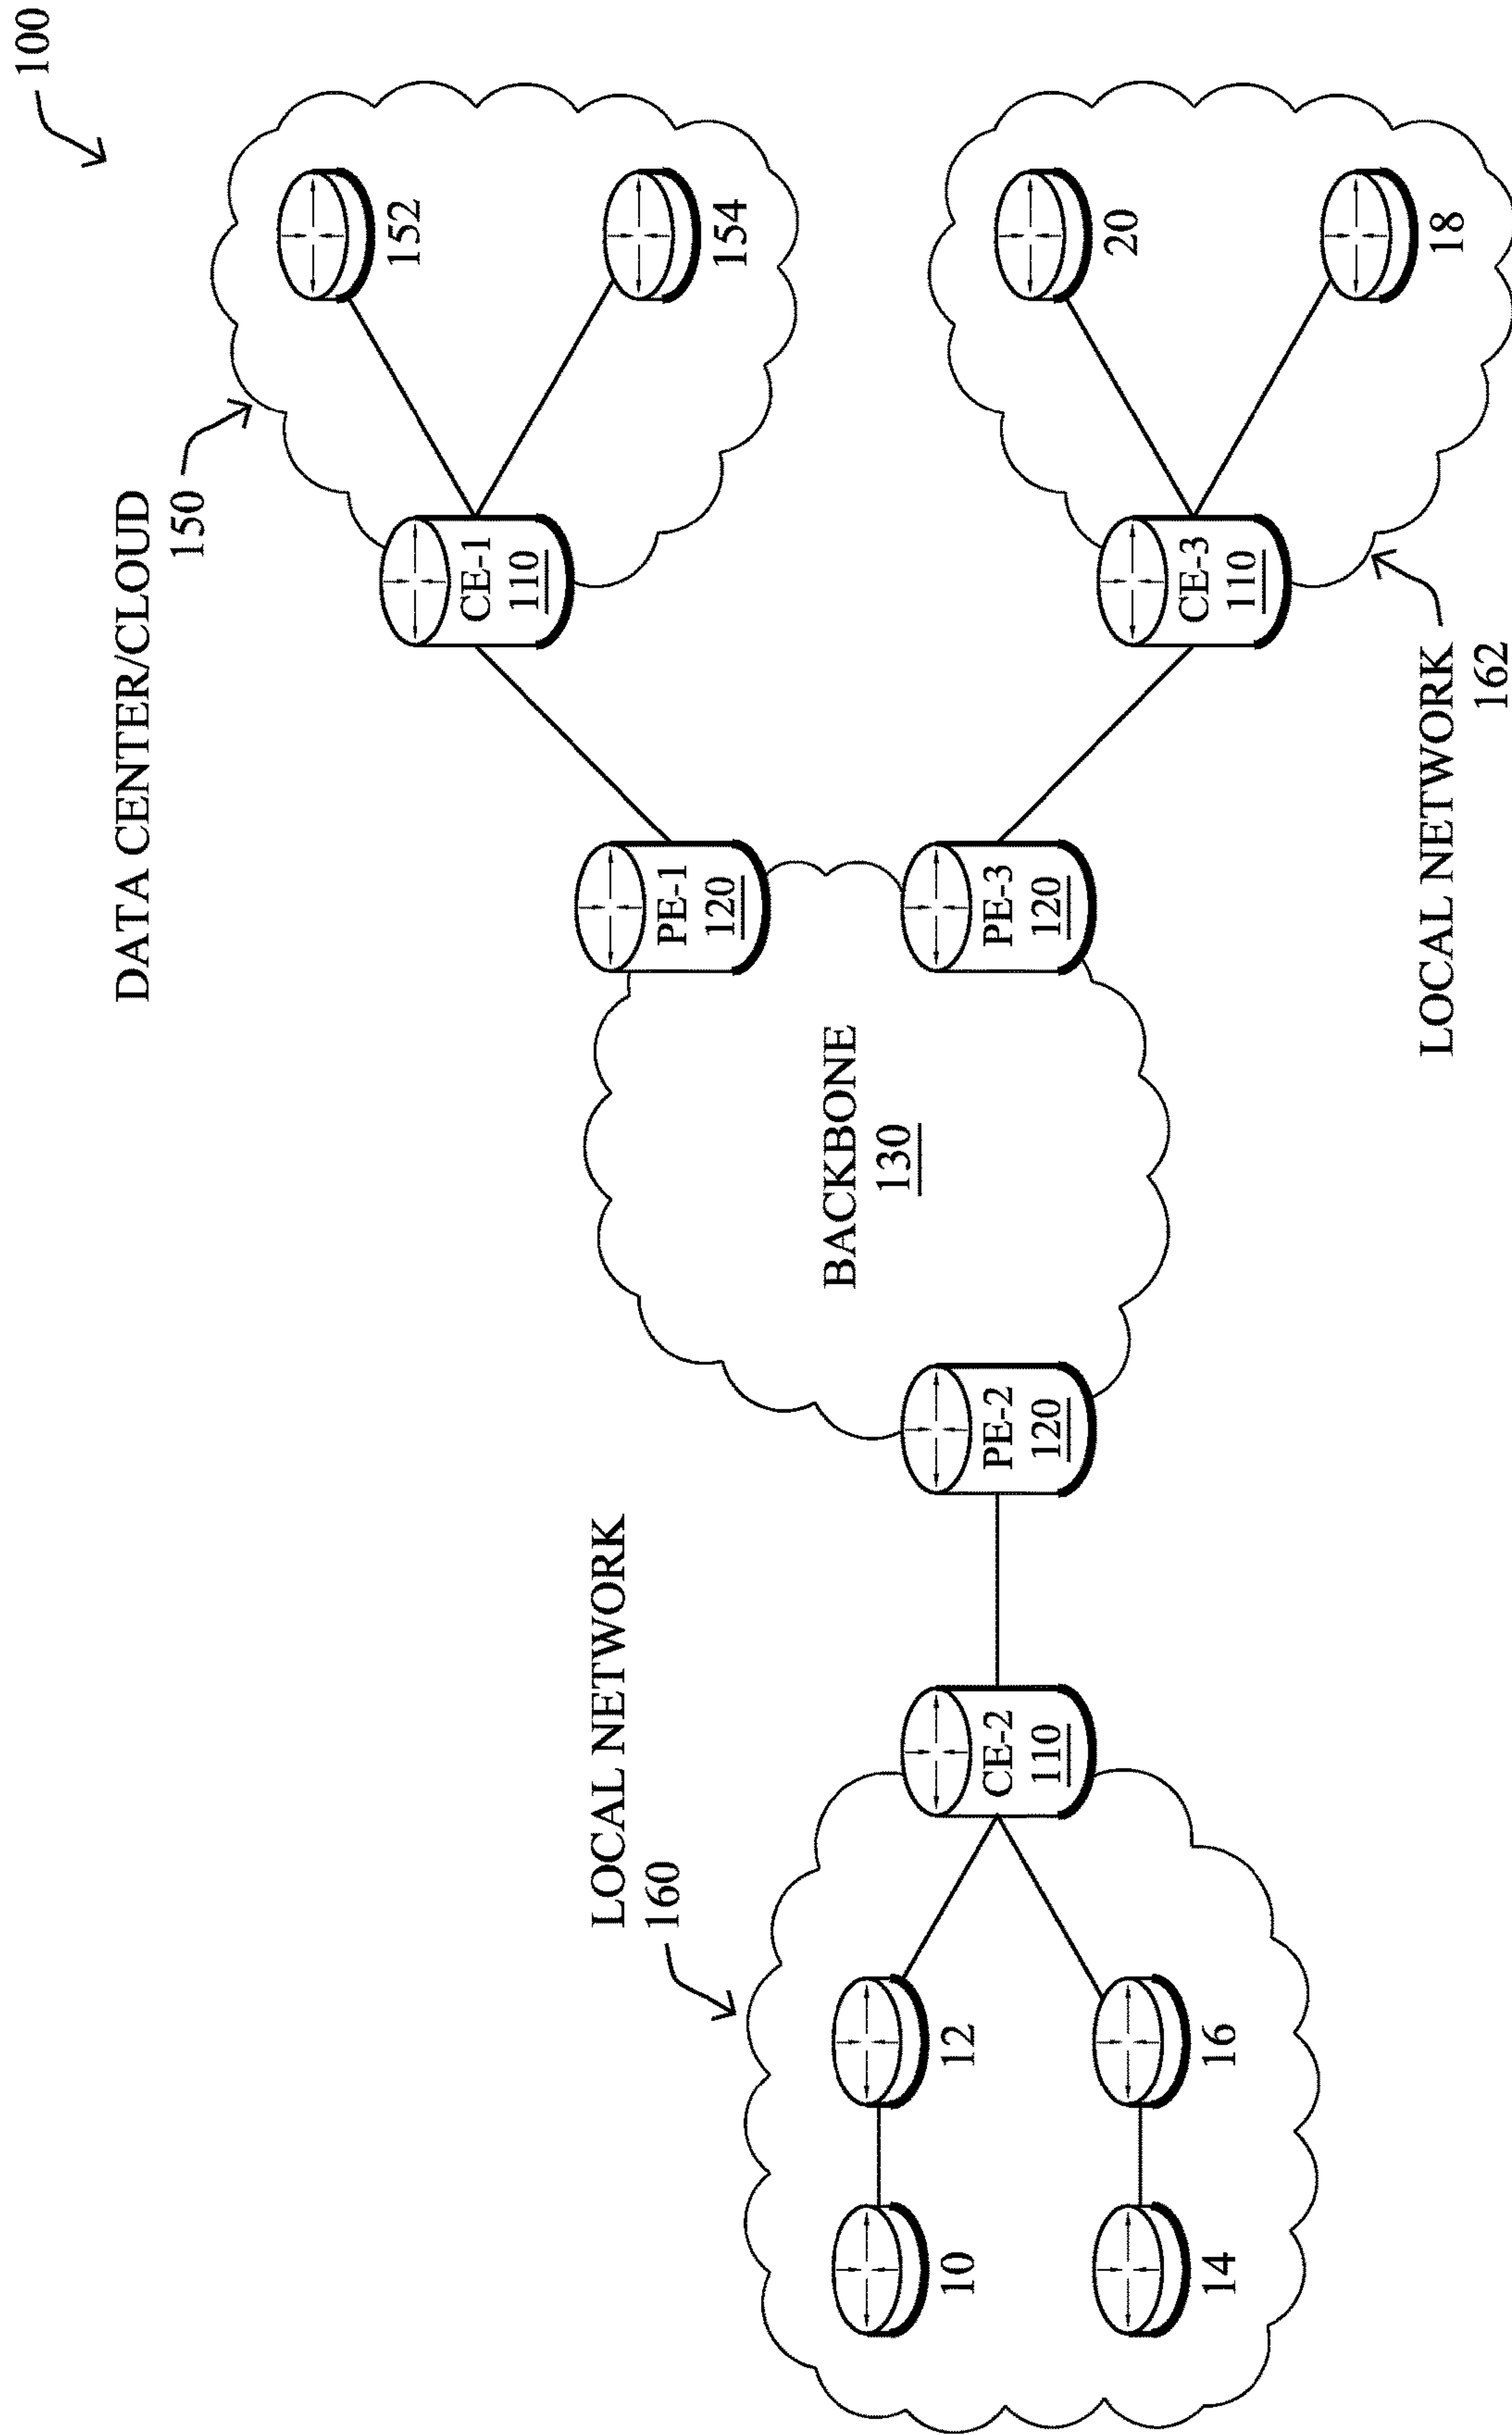 100
DATA CENTER/CLOUD
150
152
154
CE-1
110
PE-1
120
BACKBONE
130
LOCAL NETWORK
160
10
12
14
16
CE-2
110
PE-2
120
PE-3
120
CE-3
110
20
18
LOCAL NETWORK
162